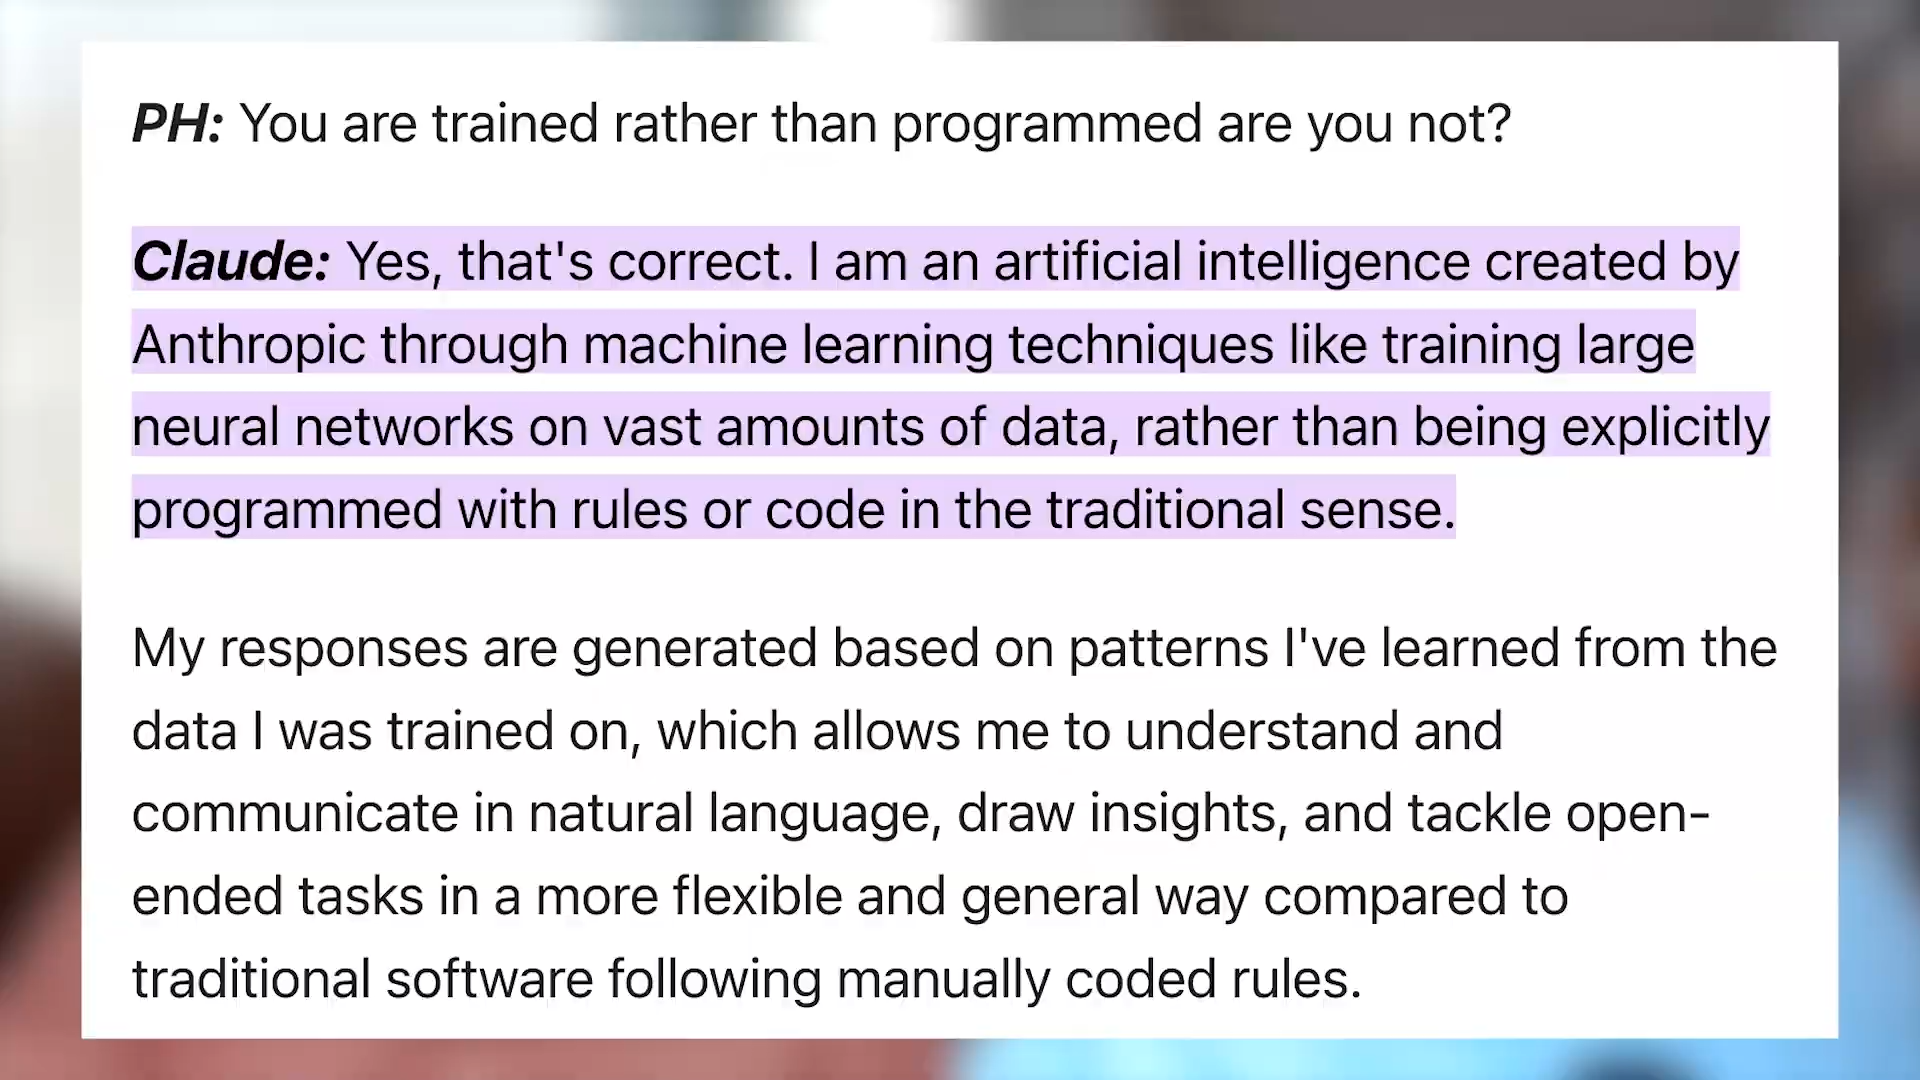 PH: You are trained rather than programmed are you not?
Claude: Yes, that's correct. I am an artificial intelligence created by
Anthropic through machine learning techniques like training large
neural networks on vast amounts of data, rather than being explicitly
programmed with rules or code in the traditional sense.
My responses are generated based on patterns I've learned from the
data I was trained on, which allows me to understand and
communicate in natural language, draw insights, and tackle open-
ended tasks in a more flexible and general way compared to
traditional software following manually coded rules.